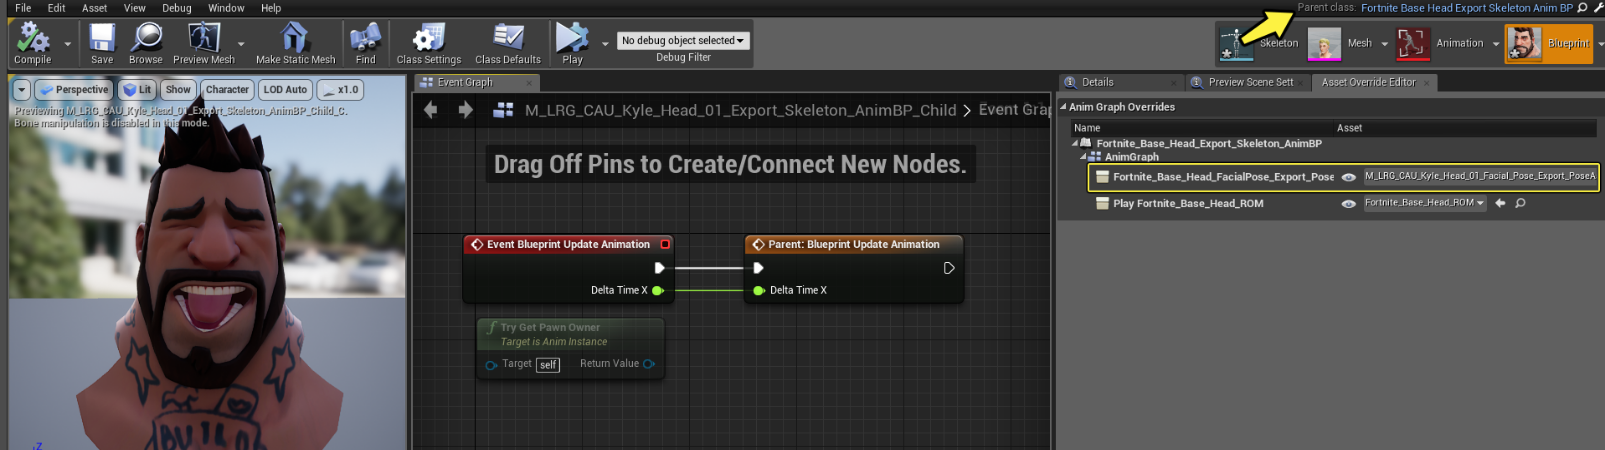 File Edit Asset View Debug Window Help
Parent class: Fortnite Base Head Export Skeleton Anim BP
Compile Save Browse Preview Mesh Make Static Mesh Find Class Settings Class Defaults Play
No debug object selected
Debug Filter
Skeleton Mesh Animation Blueprint
Perspective Lit Show Character LOD Auto x1.0
Previewing M_LRG_CAU_Kyle_Head_01_Export_Skeleton_AnimBP_Child_C.
Bone manipulation is disabled in this mode.
BUILD
Z
Event Graph
M_LRG_CAU_Kyle_Head_01_Export_Skeleton_AnimBP_Child > Event Grap
Drag Off Pins to Create/Connect New Nodes.
Event Blueprint Update Animation
Delta Time X
Parent: Blueprint Update Animation
Delta Time X
f Try Get Pawn Owner
Target is Anim Instance
Target self Return Value
Details Preview Scene Sett Asset Override Editor
Anim Graph Overrides
Name Asset
Fortnite_Base_Head_Export_Skeleton_AnimBP
AnimGraph
Fortnite_Base_Head_FacialPose_Export_Pose M_LRG_CAU_Kyle_Head_01_Facial_Pose_Export_PoseA
Play Fortnite_Base_Head_ROM Fortnite_Base_Head_ROM